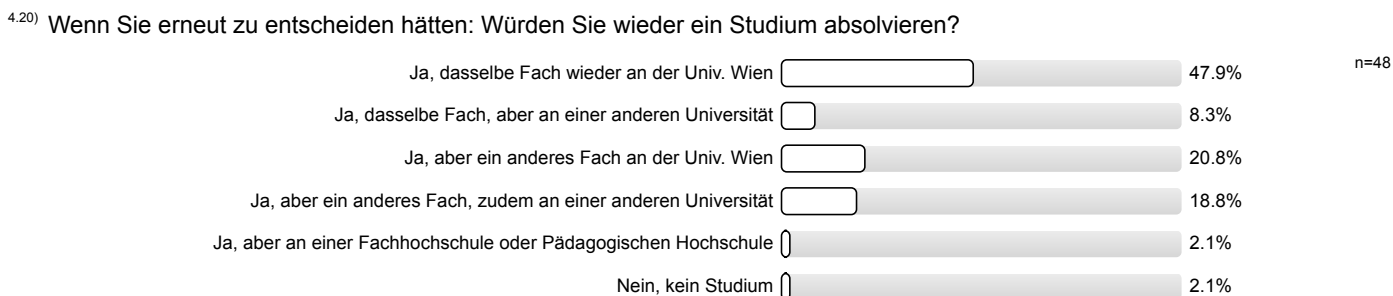 4.20) Wenn Sie erneut zu entscheiden hätten: Würden Sie wieder ein Studium absolvieren?
Ja, dasselbe Fach wieder an der Univ. Wien 47.9% n=48
Ja, dasselbe Fach, aber an einer anderen Universität 8.3%
Ja, aber ein anderes Fach an der Univ. Wien 20.8%
Ja, aber ein anderes Fach, zudem an einer anderen Universität 18.8%
Ja, aber an einer Fachhochschule oder Pädagogischen Hochschule 2.1%
Nein, kein Studium 2.1%